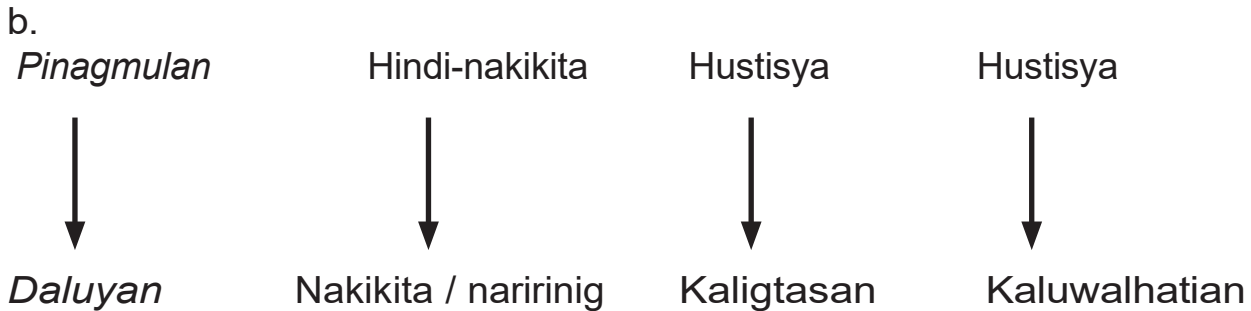 b.
Pinagmulan Hindi-nakikita Hustisya Hustisya
Daluyan Nakikita / naririnig Kaligtasan Kaluwalhatian